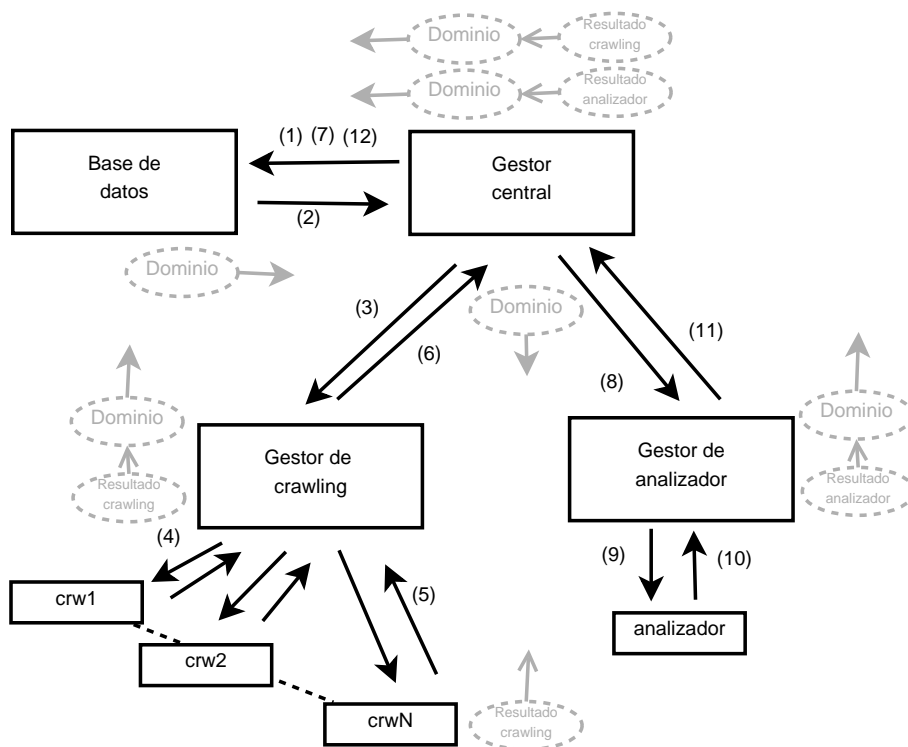 Dominio
Resultado
crawling
Dominio
Resultado
analizador
(1) (7) (12)
Base de
datos
Gestor
central
(2)
Dominio
Dominio
(3)
(6)
(11)
(8)
Dominio
Dominio
Gestor de
crawling
Gestor de
analizador
Resultado
crawling
Resultado
analizador
(4)
(9)
(10)
crw1
(5)
analizador
crw2
crwN
Resultado
crawling